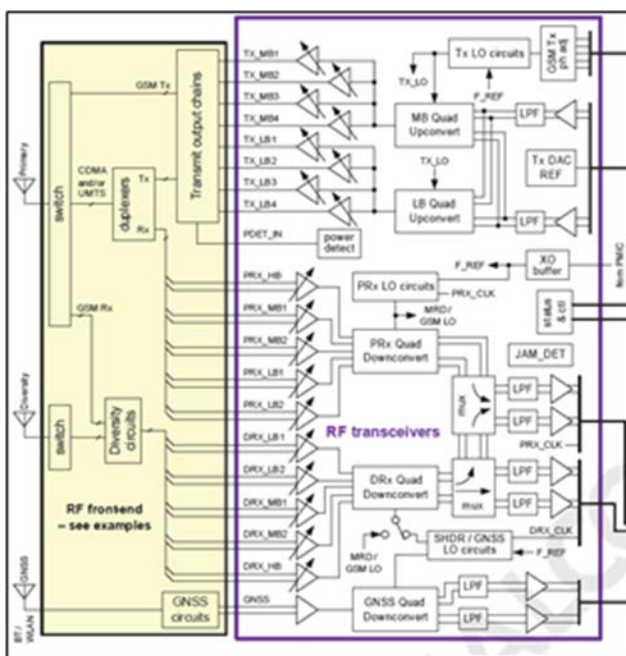 Primary
switch
GSM Tx
CDMA
and/or
UMTS
duplexers
Tx
Rx
Transmit output chains
GSM Rx
Diversity
switch
Diversity
circuits
RF frontend
– see examples
GNSS
BT /
WLAN
GNSS
circuits
TX_MB1
TX_MB2
TX_MB3
TX_MB4
TX_LB1
TX_LB2
TX_LB3
TX_LB4
PDET_IN
power
detect
Tx LO circuits
GSM Tx
ph adj
TX_LO
F_REF
MB Quad
Upconvert
LPF
TX_LO
Tx DAC
REF
LB Quad
Upconvert
LPF
PRX_HB
PRX_MB1
PRX_MB2
PRX_LB1
PRX_LB2
PRx LO circuits
F_REF
XO
buffer
from PMIC
PRX_CLK
MRD /
GSM LO
status
& ctl
PRx Quad
Downconvert
JAM_DET
mux
LPF
LPF
PRX_CLK
RF transceivers
DRX_LB1
DRX_LB2
DRX_MB1
DRX_MB2
DRX_HB
DRx Quad
Downconvert
mux
LPF
LPF
DRX_CLK
MRD /
GSM LO
SHDR / GNSS
LO circuits
F_REF
GNSS
GNSS Quad
Downconvert
LPF
LPF